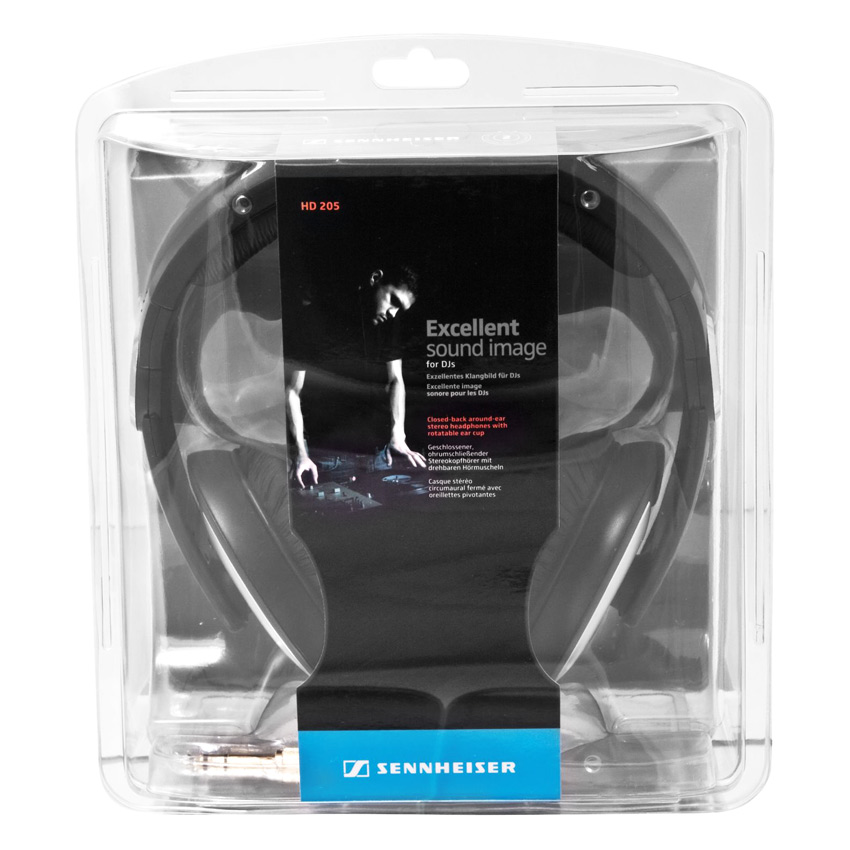 SENNHEISER
HD 205
Excellent
sound image
for DJs
Exzellentes Klangbild für DJs
Excellente image
sonore pour les DJs
Closed-back around-ear
stereo headphones with
rotatable ear cup
Geschlossener,
ohrumschließender
Stereokopfhörer mit
drehbaren Hörmuscheln
Casque stéréo
circumaural fermé avec
oreillettes pivotantes
SENNHEISER